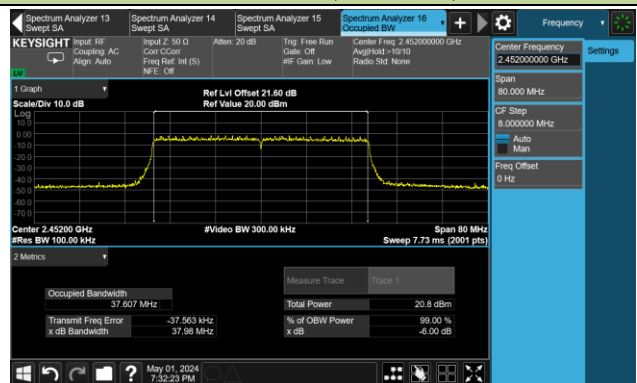 Spectrum Analyzer 13
Swept SA
Spectrum Analyzer 14
Swept SA
Spectrum Analyzer 15
Swept SA
Spectrum Analyzer 16
Occupied BW
Frequency
KEYSIGHT
Input: RF
Coupling: AC
Align: Auto
Input Z: 50 Ω
Corr CCorr
Freq Ref: Int (S)
NFE: Off
Atten: 20 dB
Trig: Free Run
Gate: Off
#IF Gain: Low
Center Freq: 2.452000000 GHz
Avg|Hold:>10/10
Radio Std: None
Center Frequency
2.452000000 GHz
Settings
Span
80.000 MHz
CF Step
8.000000 MHz
Auto
Man
Freq Offset
0 Hz
1 Graph
Scale/Div 10.0 dB
Ref Lvl Offset 21.60 dB
Ref Value 20.00 dBm
Log
10.0
0.00
-10.0
-20.0
-30.0
-40.0
-50.0
-60.0
-70.0
Center 2.45200 GHz
#Res BW 100.00 kHz
#Video BW 300.00 kHz
Span 80 MHz
Sweep 7.73 ms (2001 pts)
2 Metrics
Measure Trace
Trace 1
Occupied Bandwidth
37.607 MHz
Total Power
20.8 dBm
Transmit Freq Error
-37.563 kHz
% of OBW Power
99.00 %
x dB Bandwidth
37.98 MHz
x dB
-6.00 dB
May 01, 2024
7:32:23 PM